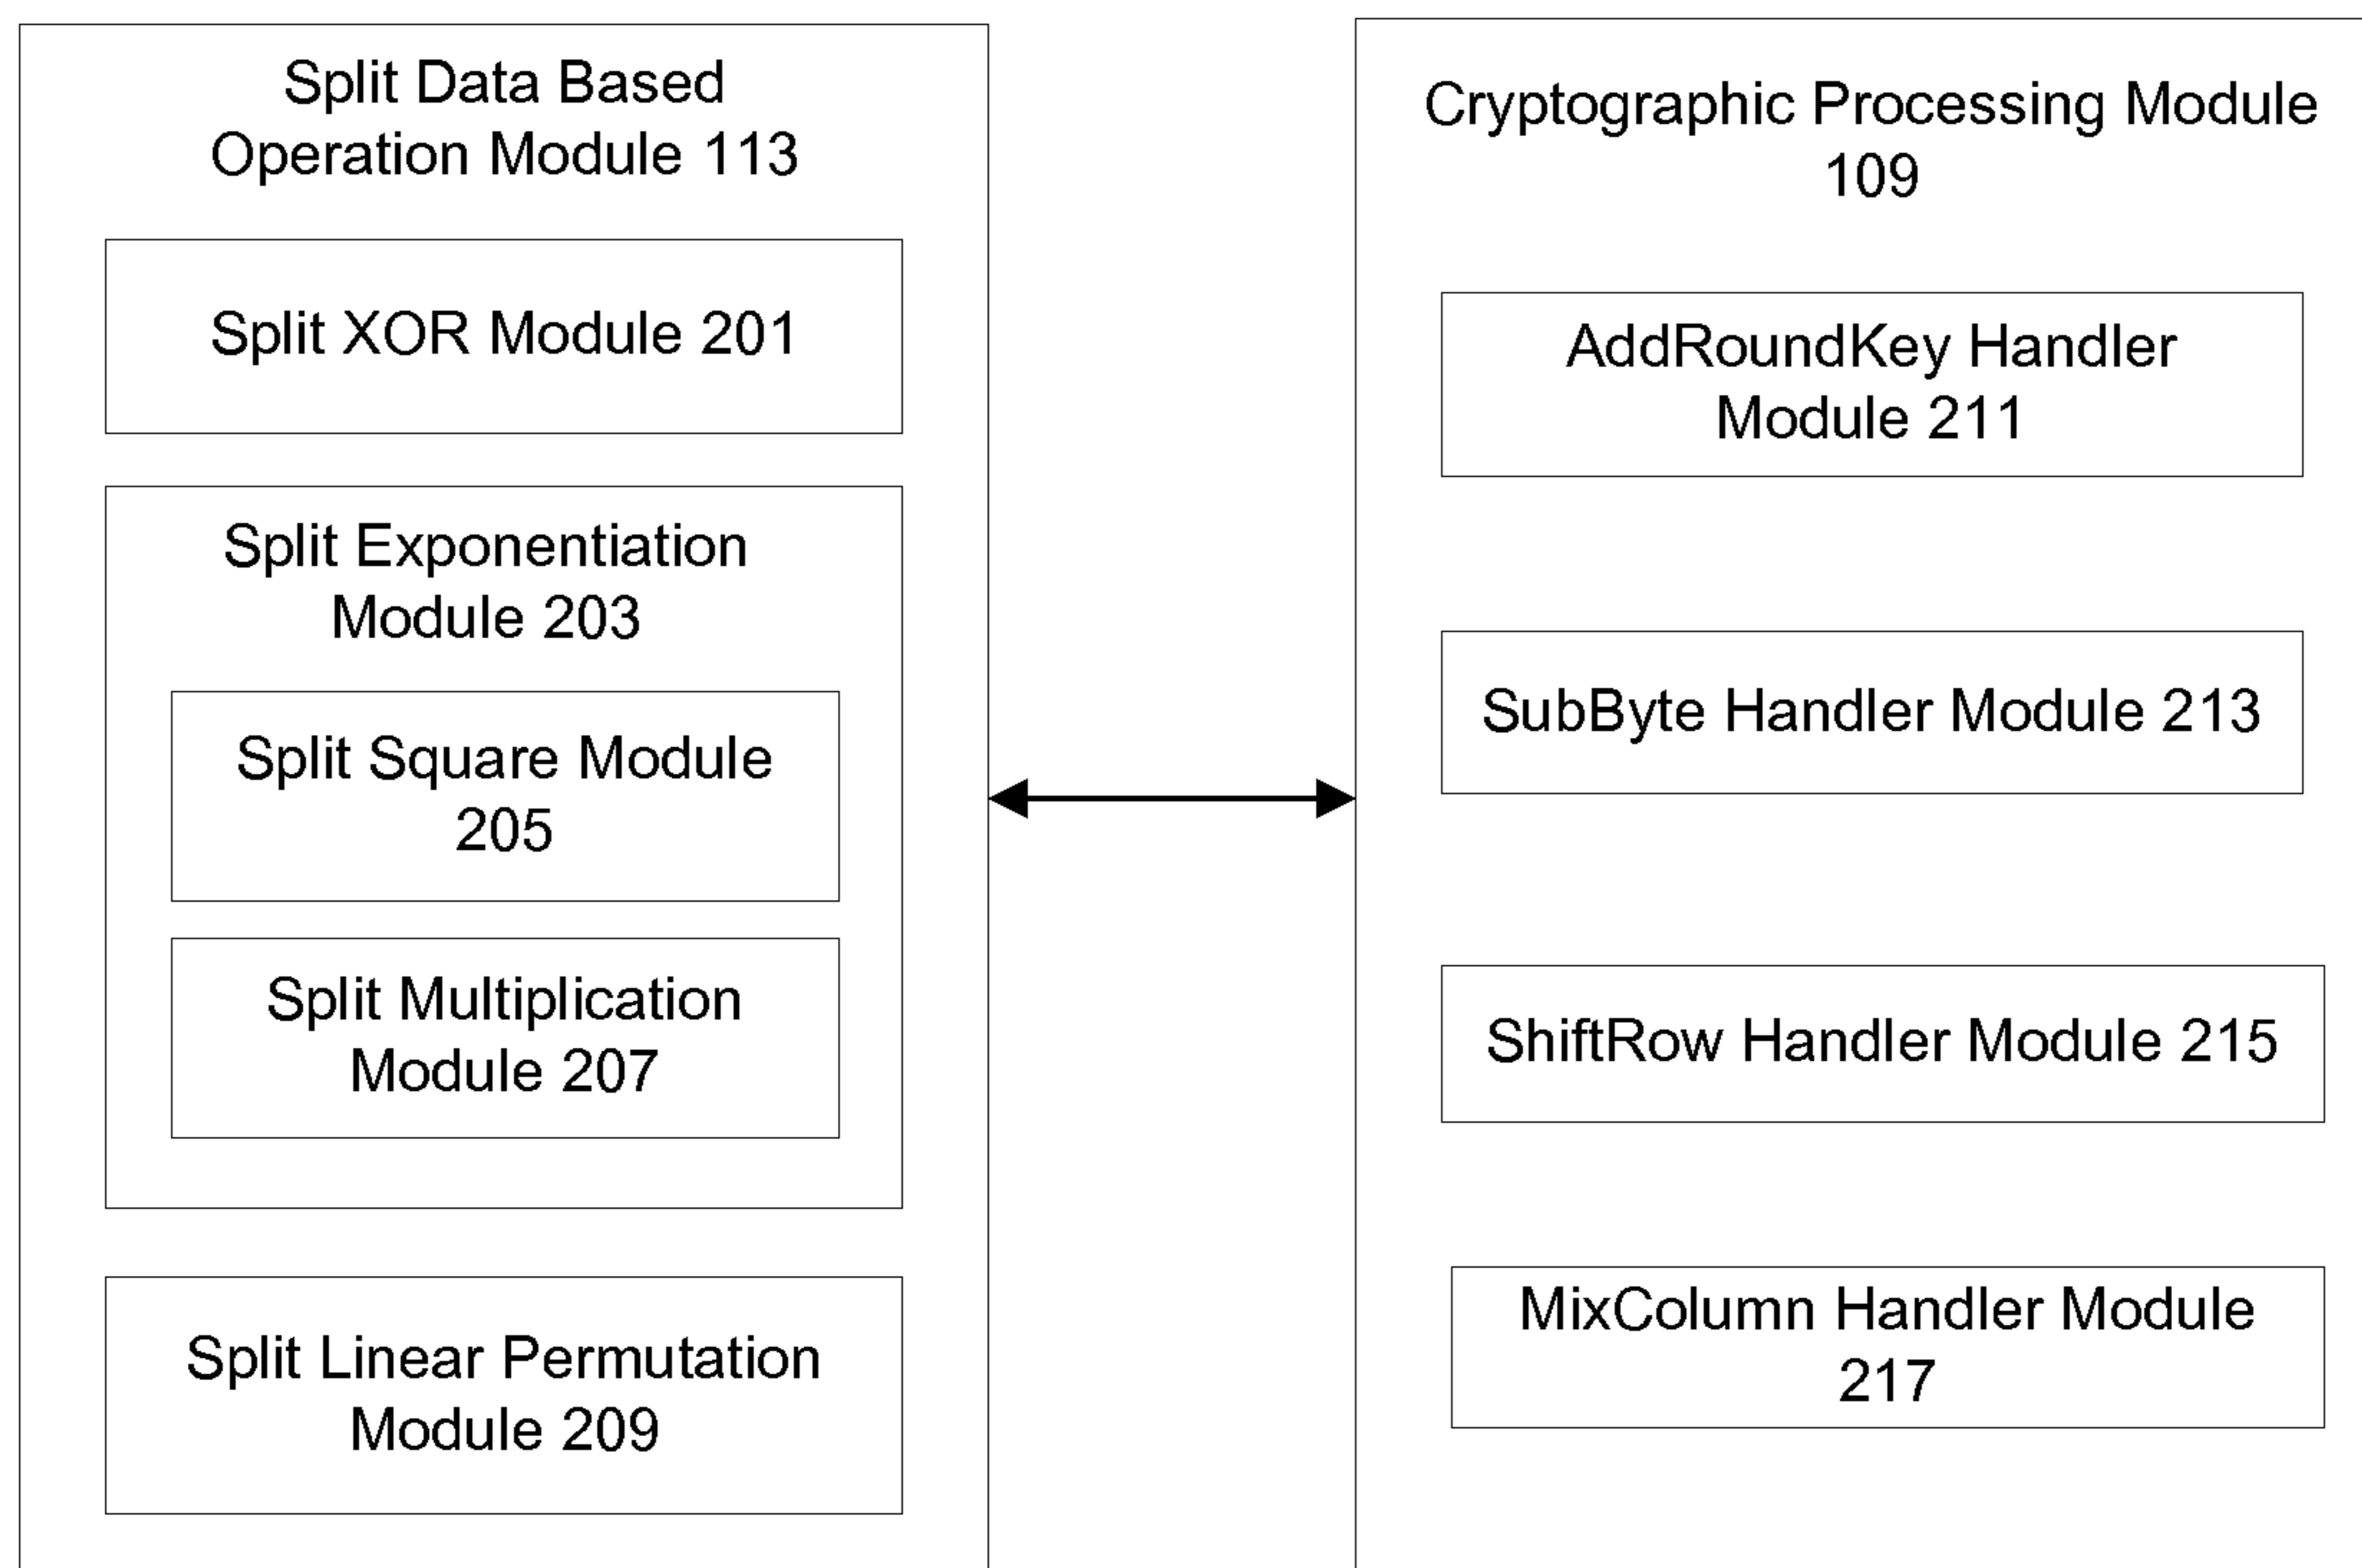 Split Data Based
Operation Module 113
Split XOR Module 201
Split Exponentiation
Module 203
Split Square Module
205
Split Multiplication
Module 207
Split Linear Permutation
Module 209
Cryptographic Processing Module
109
AddRoundKey Handler
Module 211
SubByte Handler Module 213
ShiftRow Handler Module 215
MixColumn Handler Module
217